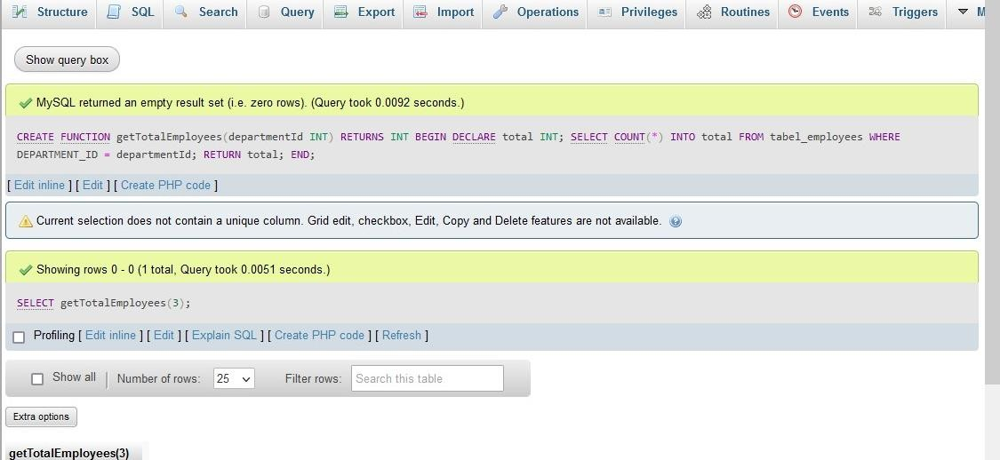 Structure SQL Search Query Export Import Operations Privileges Routines Events Triggers M
Show query box
MySQL returned an empty result set (i.e. zero rows). (Query took 0.0092 seconds.)
CREATE FUNCTION getTotalEmployees(departmentId INT) RETURNS INT BEGIN DECLARE total INT; SELECT COUNT(*) INTO total FROM tabel_employees WHERE
DEPARTMENT_ID = departmentId; RETURN total; END;
[ Edit inline ] [ Edit ] [ Create PHP code ]
Current selection does not contain a unique column. Grid edit, checkbox, Edit, Copy and Delete features are not available.
Showing rows 0 - 0 (1 total, Query took 0.0051 seconds.)
SELECT getTotalEmployees(3);
Profiling [ Edit inline ] [ Edit ] [ Explain SQL ] [ Create PHP code ] [ Refresh ]
Show all | Number of rows: 25 Filter rows: Search this table
Extra options
getTotalEmployees(3)